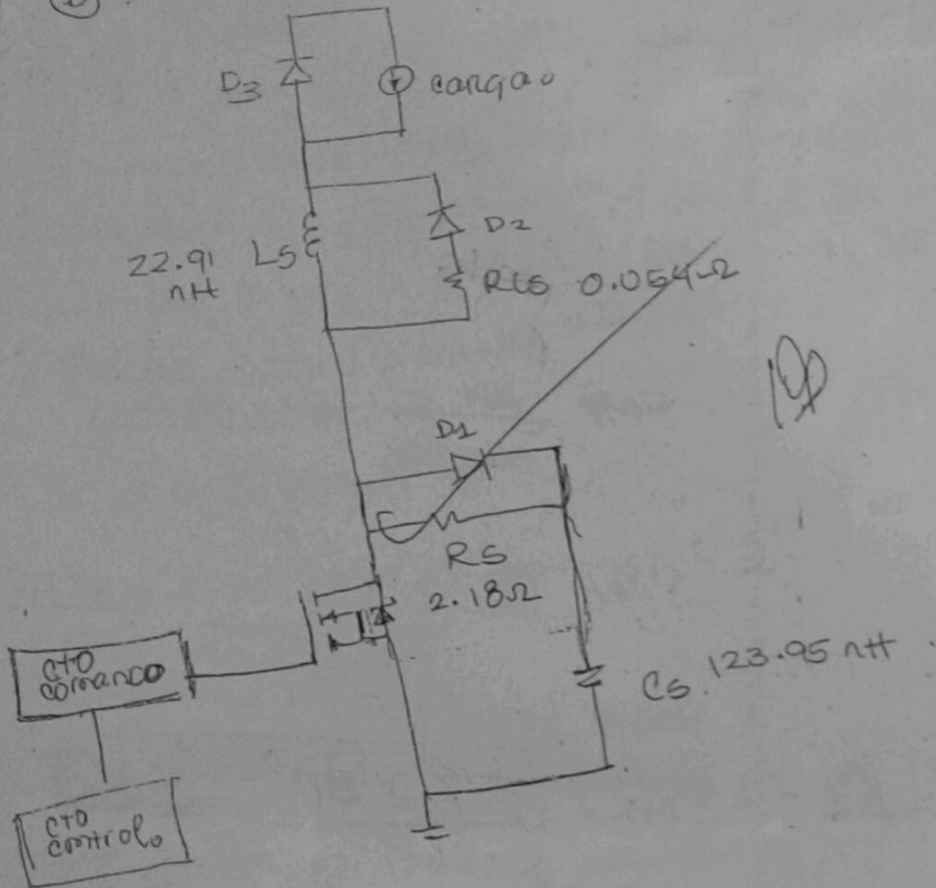 D3
cargao
D2
22.91 LS
nH
RLS 0.054Ω
D1
RS
2.18Ω
cto
comando
Cs 123.95 nH
cto
controlo